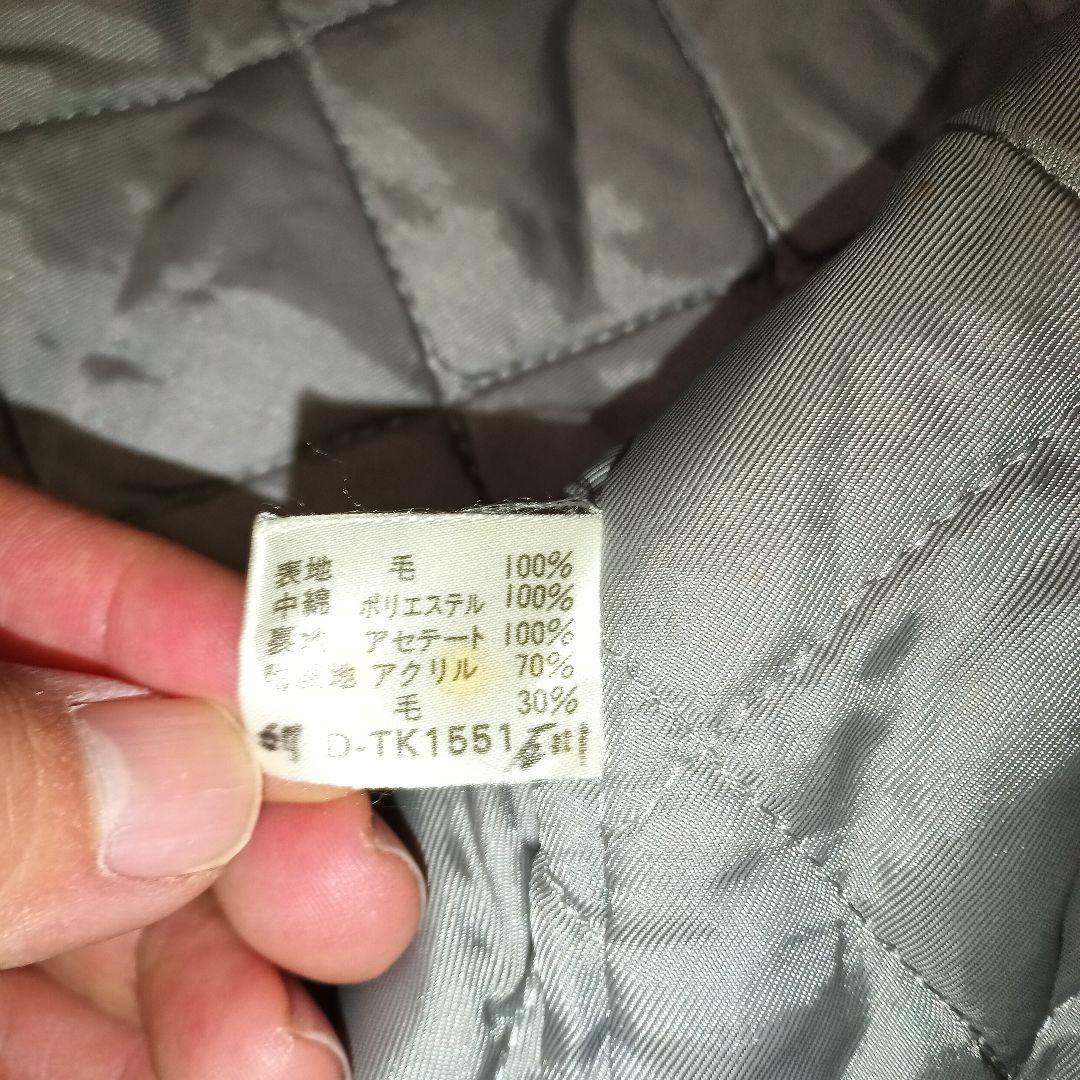 表地 毛 100%
中綿 ポリエステル 100%
裏地 アセテート 100%
地 アクリル 70%
毛 30%
D-TK1551